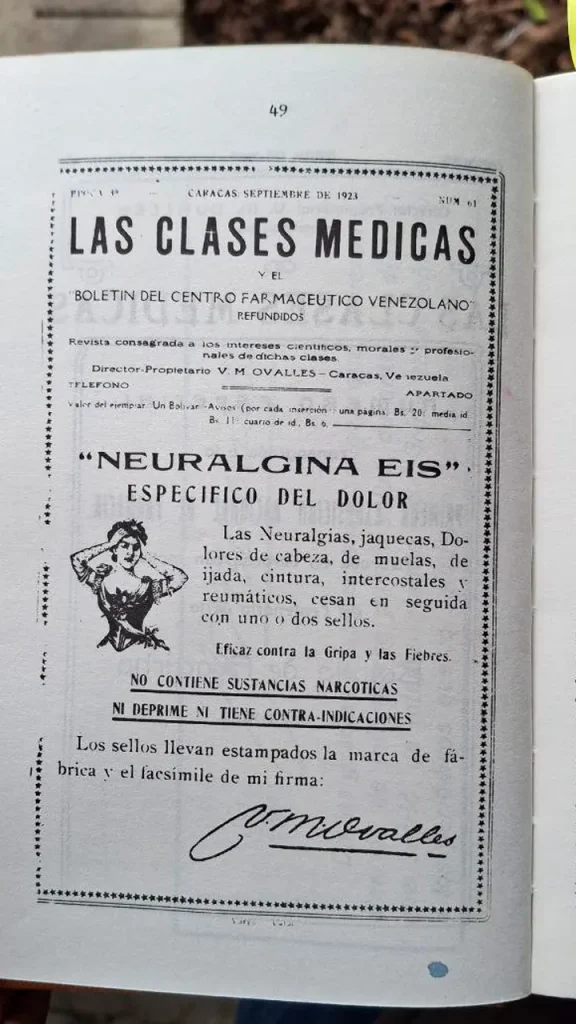 49
EPOCA 4ª - CARACAS, SEPTIEMBRE DE 1923 - NUM 61
LAS CLASES MEDICAS
Y EL
"BOLETIN DEL CENTRO FARMACEUTICO VENEZOLANO"
REFUNDIDOS
Revista consagrada a los intereses científicos, morales y profesio-
nales de dichas clases.
Director-Propietario V. M OVALLES - Caracas, Venezuela
TELEFONO APARTADO
Valor del ejemplar: Un Bolívar - Avisos (por cada inserción): una página, Bs. 20; media id.
Bs. 11; cuarto de id., Bs. 6.
"NEURALGINA EIS"
ESPECIFICO DEL DOLOR
Las Neuralgias, jaquecas, Do-
lores de cabeza, de muelas, de
ijada, cintura, intercostales y
reumáticos, cesan en seguida
con uno o dos sellos.
Eficaz contra la Gripa y las Fiebres.
NO CONTIENE SUSTANCIAS NARCOTICAS
NI DEPRIME NI TIENE CONTRA-INDICACIONES
Los sellos llevan estampados la marca de fá-
brica y el facsímile de mi firma:
V. M. Ovalles